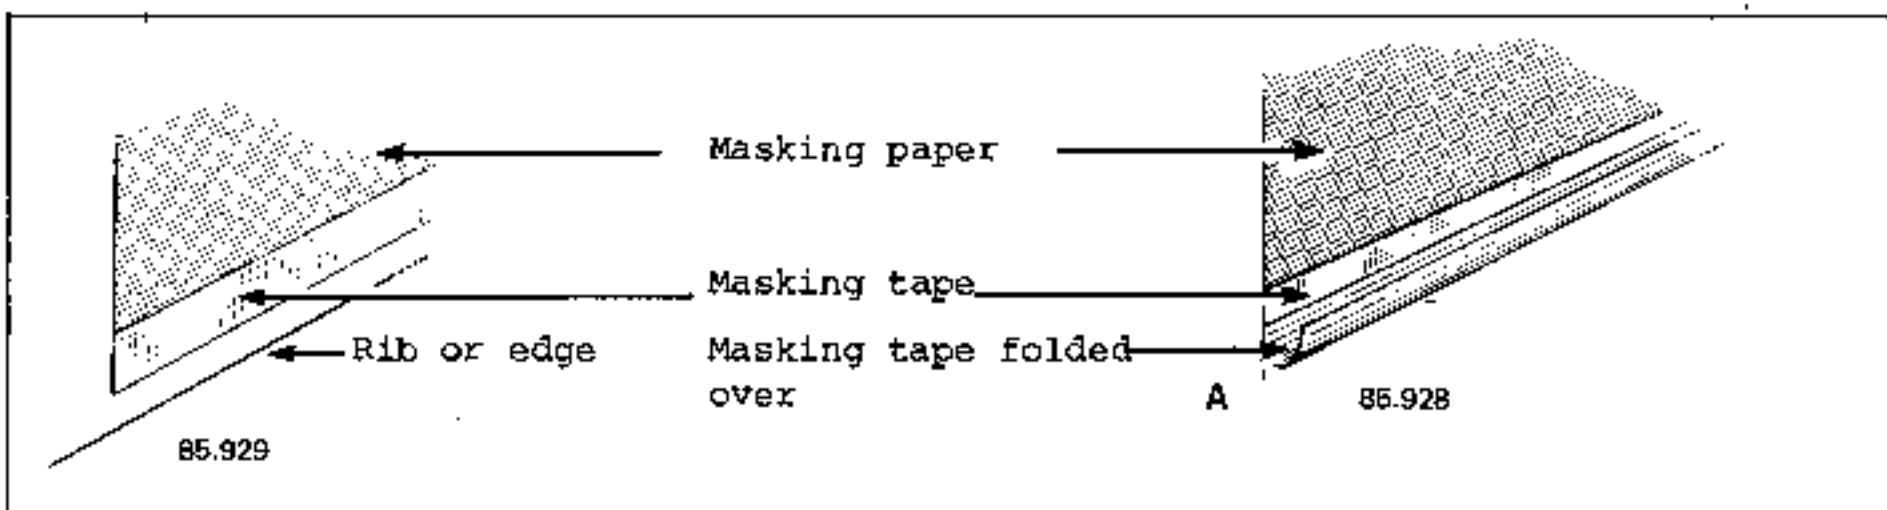 Masking paper
Masking tape
Rib or edge
Masking tape folded
over
A
85.929
85.928